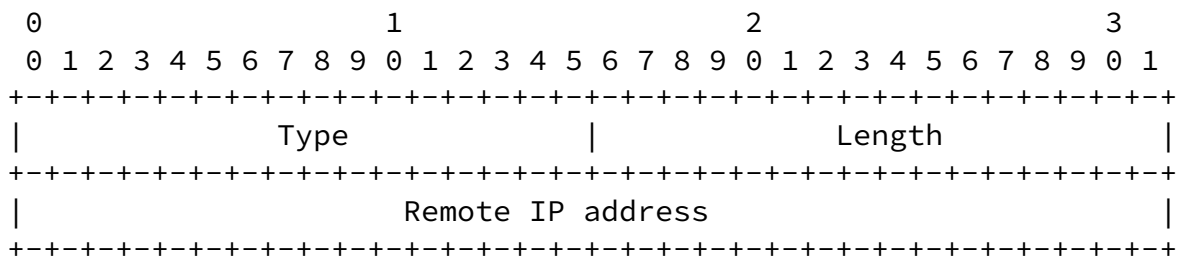 0                   1                   2                   3
 0 1 2 3 4 5 6 7 8 9 0 1 2 3 4 5 6 7 8 9 0 1 2 3 4 5 6 7 8 9 0 1
+-+-+-+-+-+-+-+-+-+-+-+-+-+-+-+-+-+-+-+-+-+-+-+-+-+-+-+-+-+-+-+-+
|              Type             |             Length            |
+-+-+-+-+-+-+-+-+-+-+-+-+-+-+-+-+-+-+-+-+-+-+-+-+-+-+-+-+-+-+-+-+
|                     Remote IP address                         |
+-+-+-+-+-+-+-+-+-+-+-+-+-+-+-+-+-+-+-+-+-+-+-+-+-+-+-+-+-+-+-+-+